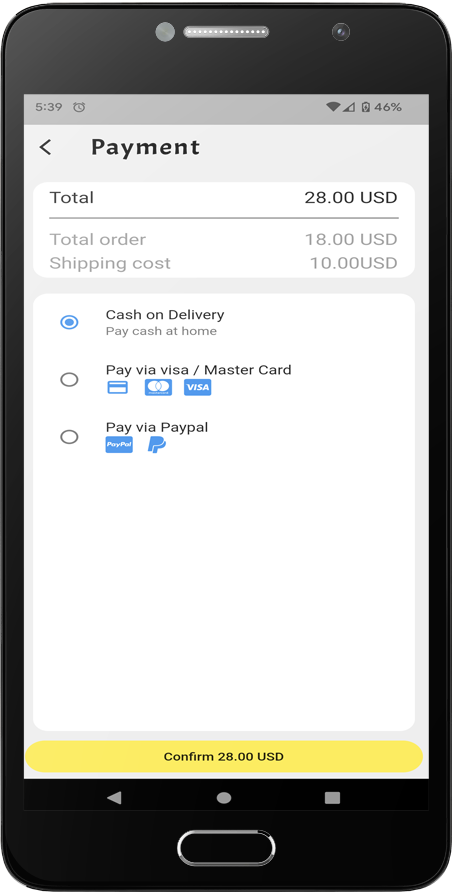 5:39 46%
Payment
Total 28.00 USD
Total order 18.00 USD
Shipping cost 10.00USD
Cash on Delivery
Pay cash at home
Pay via visa / Master Card
VISA
Pay via Paypal
PayPal
Confirm 28.00 USD